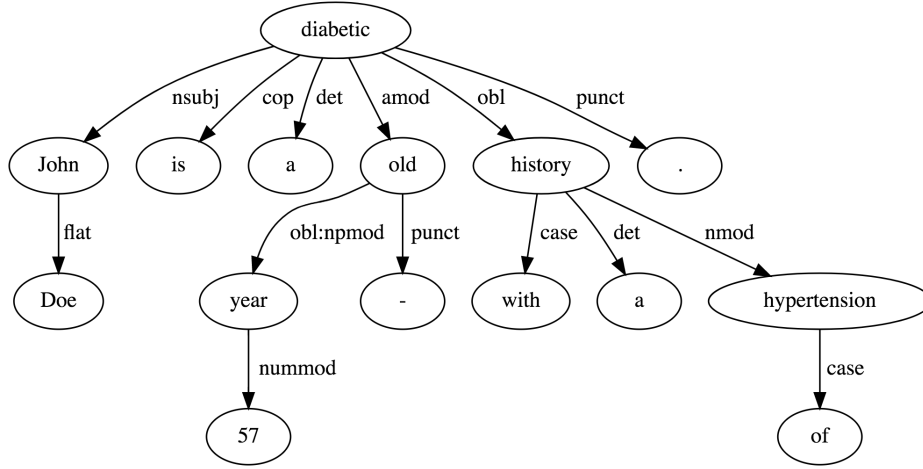 diabetic
nsubj cop det amod obl punct
John is a old history .
flat obl:npmod punct case det nmod
Doe year - with a hypertension
nummod case
57 of